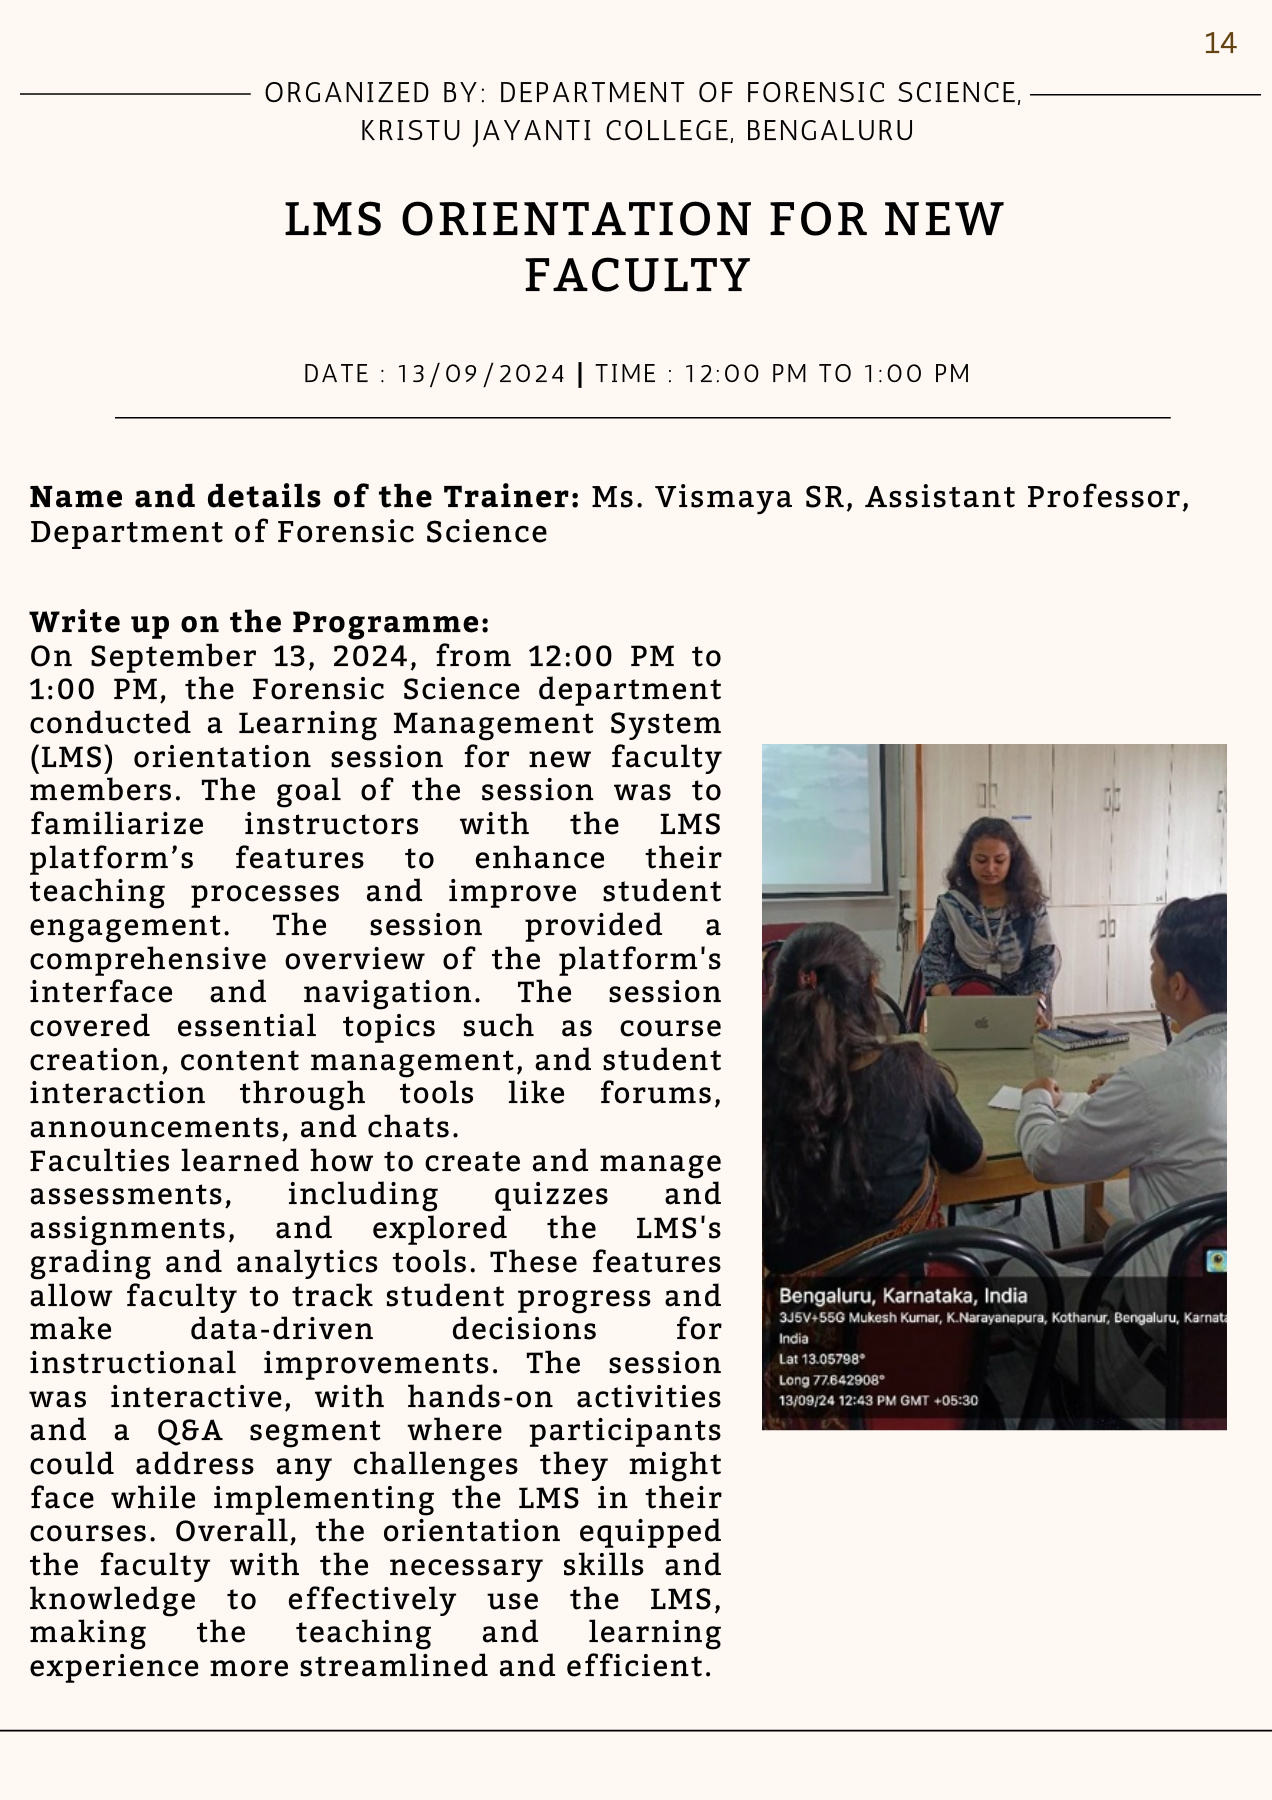 14
ORGANIZED BY: DEPARTMENT OF FORENSIC SCIENCE,
KRISTU JAYANTI COLLEGE, BENGALURU
LMS ORIENTATION FOR NEW
FACULTY
DATE : 13/09/2024 | TIME : 12:00 PM TO 1:00 PM
Name and details of the Trainer: Ms. Vismaya SR, Assistant Professor,
Department of Forensic Science
Write up on the Programme:
On September 13, 2024, from 12:00 PM to
1:00 PM, the Forensic Science department
conducted a Learning Management System
(LMS) orientation session for new faculty
members. The goal of the session was to
familiarize instructors with the LMS
platform’s features to enhance their
teaching processes and improve student
engagement. The session provided a
comprehensive overview of the platform's
interface and navigation. The session
covered essential topics such as course
creation, content management, and student
interaction through tools like forums,
announcements, and chats.
Faculties learned how to create and manage
assessments, including quizzes and
assignments, and explored the LMS's
grading and analytics tools. These features
allow faculty to track student progress and
make data-driven decisions for
instructional improvements. The session
was interactive, with hands-on activities
and a Q&A segment where participants
could address any challenges they might
face while implementing the LMS in their
courses. Overall, the orientation equipped
the faculty with the necessary skills and
knowledge to effectively use the LMS,
making the teaching and learning
experience more streamlined and efficient.
Bengaluru, Karnataka, India
3J5V+55G Mukesh Kumar, K.Narayanapura, Kothanur, Bengaluru, Karnata
India
Lat 13.05798°
Long 77.642908°
13/09/24 12:43 PM GMT +05:30